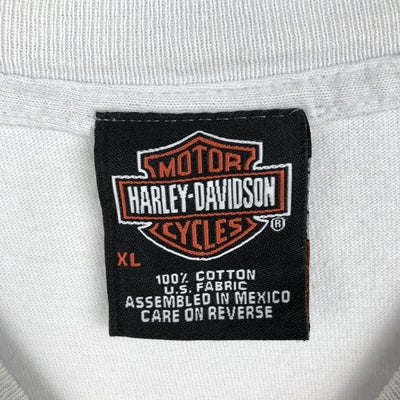 MOTOR
HARLEY-DAVIDSON
CYCLES ®
XL
100% COTTON
U.S. FABRIC
ASSEMBLED IN MEXICO
CARE ON REVERSE